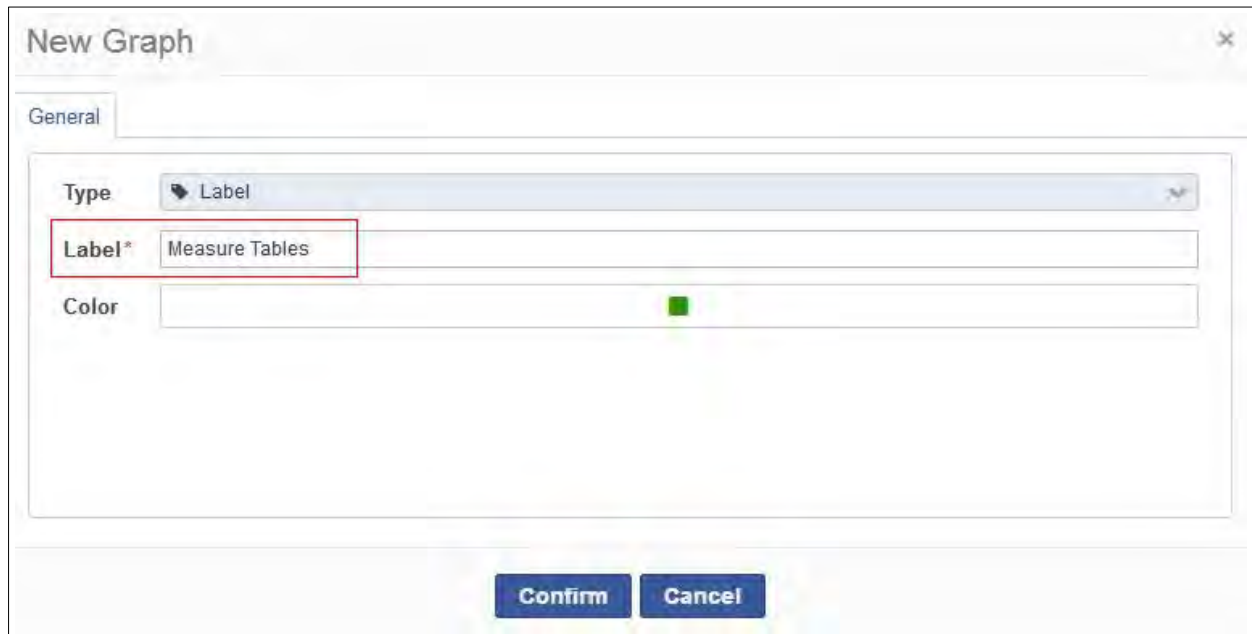 New Graph ×
General
Type Label
Label* Measure Tables
Color
Confirm Cancel